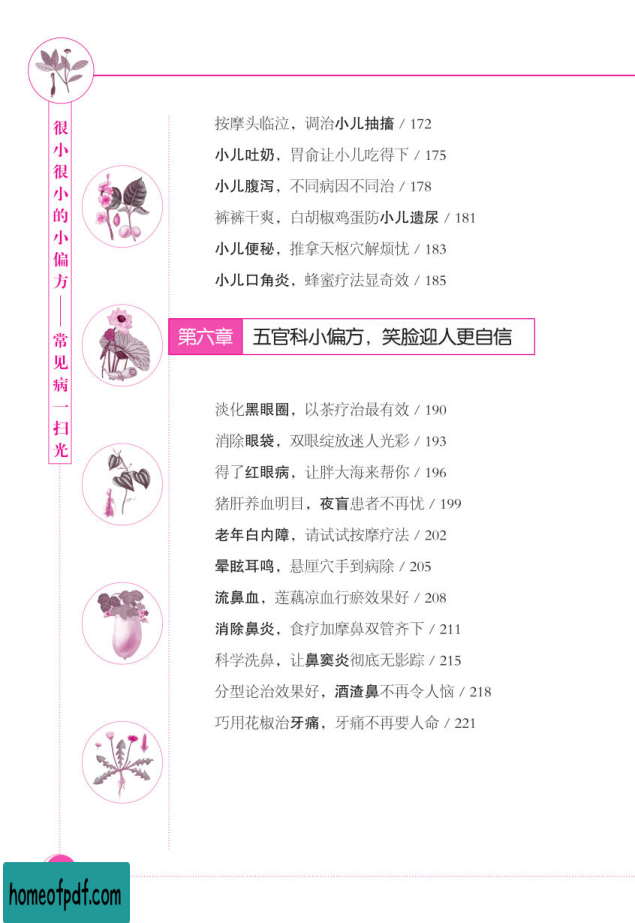 很小很小的小偏方——常见病一扫光
按摩头临泣，调治小儿抽搐 / 172
小儿吐奶，胃俞让小儿吃得下 / 175
小儿腹泻，不同病因不同治 / 178
裤裤干爽，白胡椒鸡蛋防小儿遗尿 / 181
小儿便秘，推拿天枢穴解烦忧 / 183
小儿口角炎，蜂蜜疗法显奇效 / 185
第六章 五官科小偏方，笑脸迎人更自信
淡化黑眼圈，以茶疗治最有效 / 190
消除眼袋，双眼绽放迷人光彩 / 193
得了红眼病，让胖大海来帮你 / 196
猪肝养血明目，夜盲患者不再忧 / 199
老年白内障，请试试按摩疗法 / 202
晕眩耳鸣，悬厘穴手到病除 / 205
流鼻血，莲藕凉血行瘀效果好 / 208
消除鼻炎，食疗加摩鼻双管齐下 / 211
科学洗鼻，让鼻窦炎彻底无影踪 / 215
分型论治效果好，酒渣鼻不再令人恼 / 218
巧用花椒治牙痛，牙痛不再要人命 / 221
homeofpdf.com